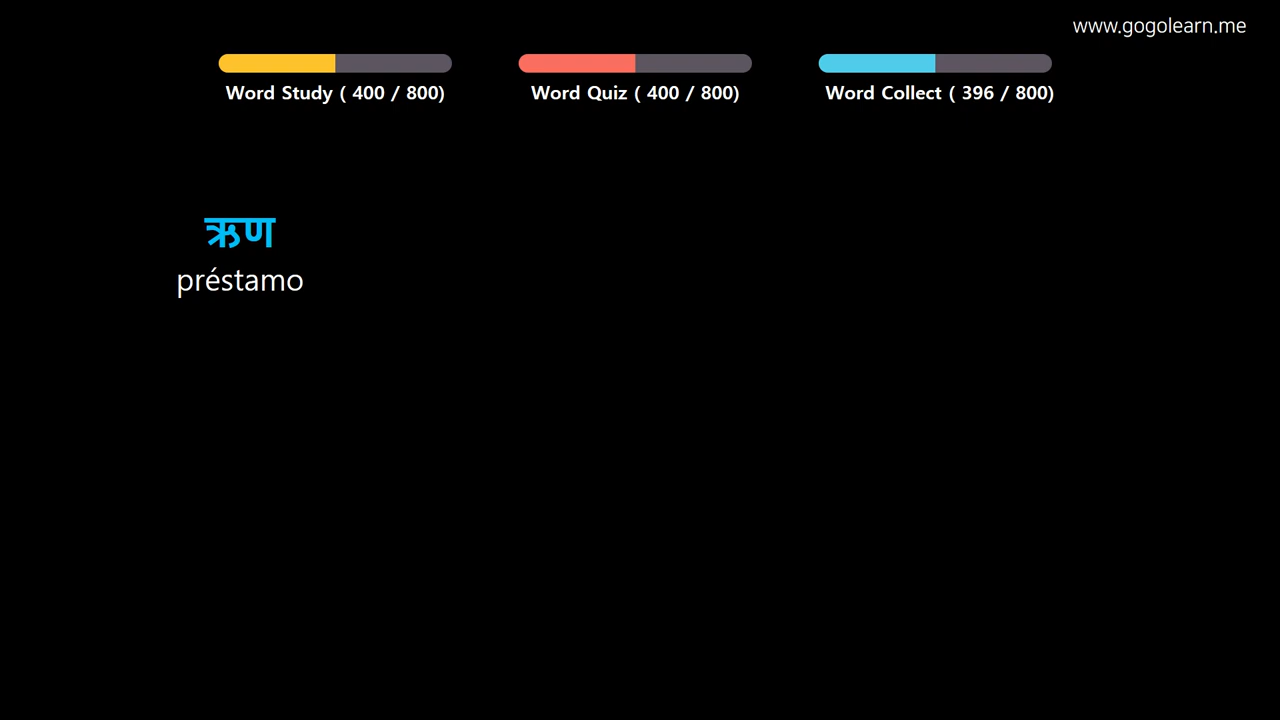 www.gogolearn.me
Word Study ( 400 / 800)
Word Quiz ( 400 / 800)
Word Collect ( 396 / 800)
ऋण
préstamo